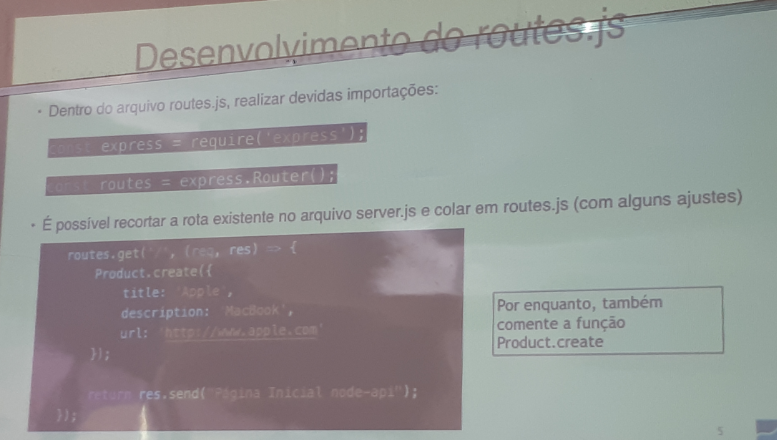 Desenvolvimento do routes.js
• Dentro do arquivo routes.js, realizar devidas importações:
const express = require('express');
const routes = express.Router();
• É possível recortar a rota existente no arquivo server.js e colar em routes.js (com alguns ajustes)
routes.get('/', (req, res) => {
Product.create({
title: 'Apple',
description: 'MacBook',
url: 'http://www.apple.com'
});
return res.send("Página Inicial node-api");
});
Por enquanto, também
comente a função
Product.create
5